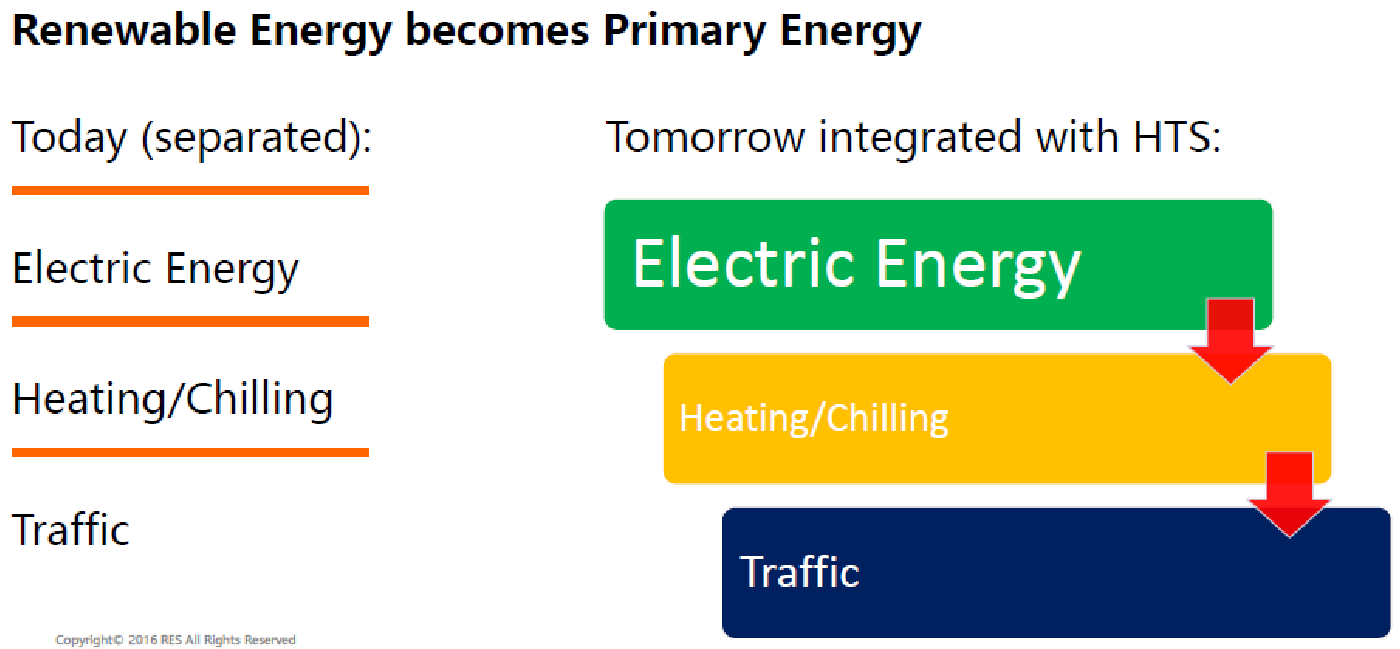 Renewable Energy becomes Primary Energy
Today (separated):
Electric Energy
Heating/Chilling
Traffic
Tomorrow integrated with HTS:
Electric Energy
Heating/Chilling
Traffic
Copyright© 2016 RES All Rights Reserved